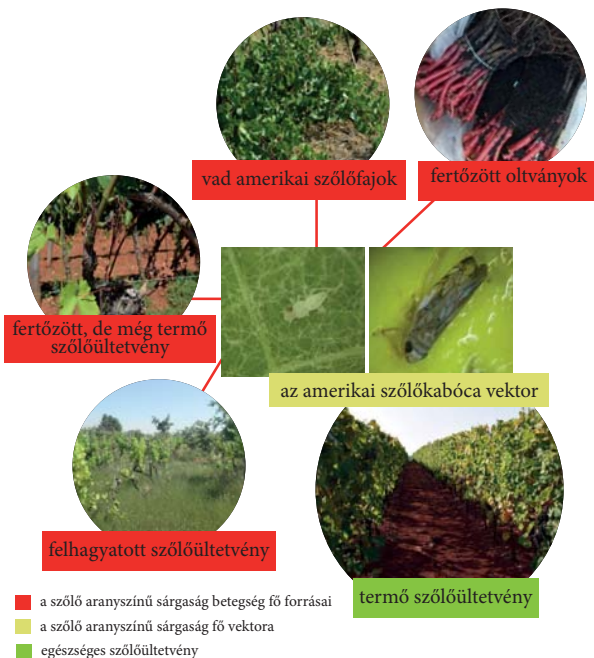 vad amerikai szőlőfajok
fertőzött oltványok
fertőzött, de még termő
szőlőültetvény
az amerikai szőlőkabóca vektor
felhagyatott szőlőültetvény
termő szőlőültetvény
a szőlő aranyszínű sárgaság betegség fő forrásai
a szőlő aranyszínű sárgaság fő vektora
egészséges szőlőültetvény